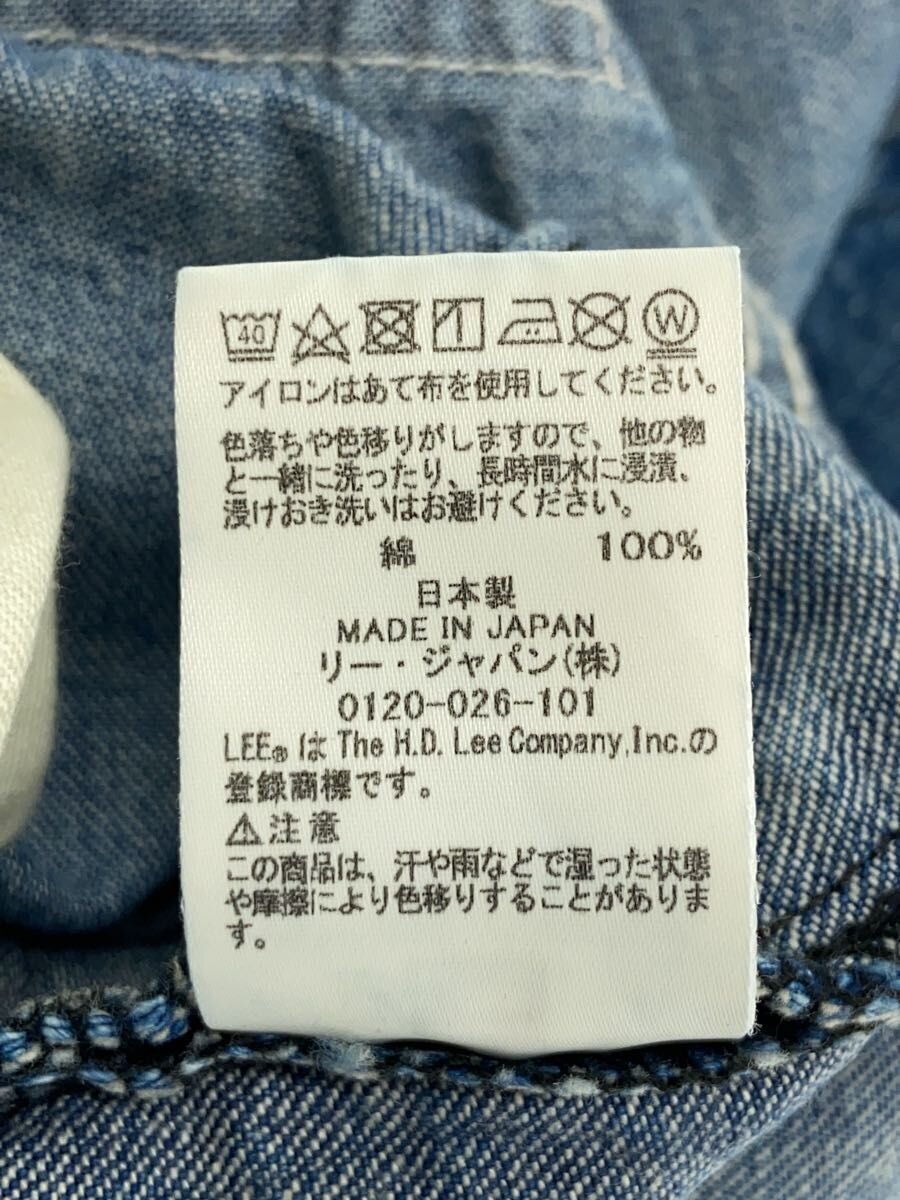 40 W
アイロンはあて布を使用してください。
色落ちや色移りがしますので、他の物
と一緒に洗ったり、長時間水に浸漬、
浸けおき洗いはお避けください。
綿 100%
日本製
MADE IN JAPAN
リー・ジャパン(株)
0120-026-101
LEE®は The H.D. Lee Company,Inc.の
登録商標です。
⚠注意
この商品は、汗や雨などで湿った状態
や摩擦により色移りすることがありま
す。